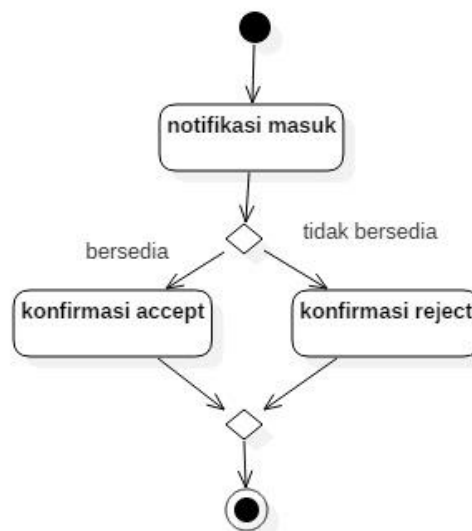 notifikasi masuk
tidak bersedia
bersedia
konfirmasi accept
konfirmasi reject